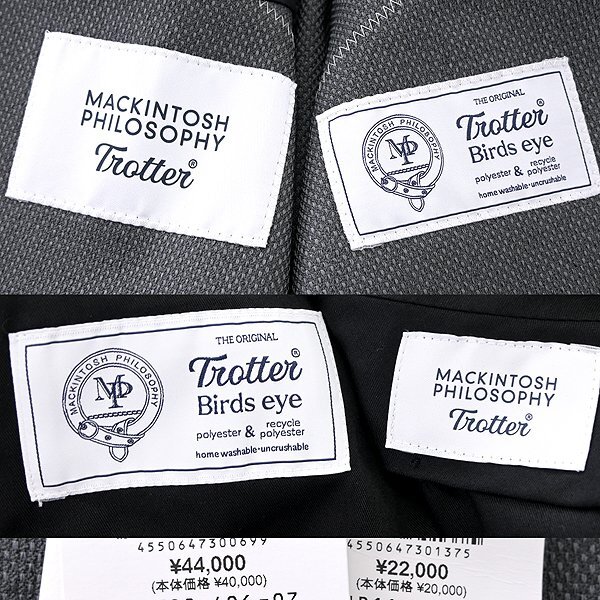 MACKINTOSH
PHILOSOPHY
Trotter®
THE ORIGINAL
MACKINTOSH PHILOSOPHY
MP
Trotter®
Birds eye
polyester & recycle polyester
home washable·uncrushable
THE ORIGINAL
MACKINTOSH PHILOSOPHY
MP
Trotter®
Birds eye
polyester & recycle polyester
home washable·uncrushable
MACKINTOSH
PHILOSOPHY
Trotter®
4550647300699
¥44,000
(本体価格 ¥40,000)
4550647301375
¥22,000
(本体価格 ¥20,000)